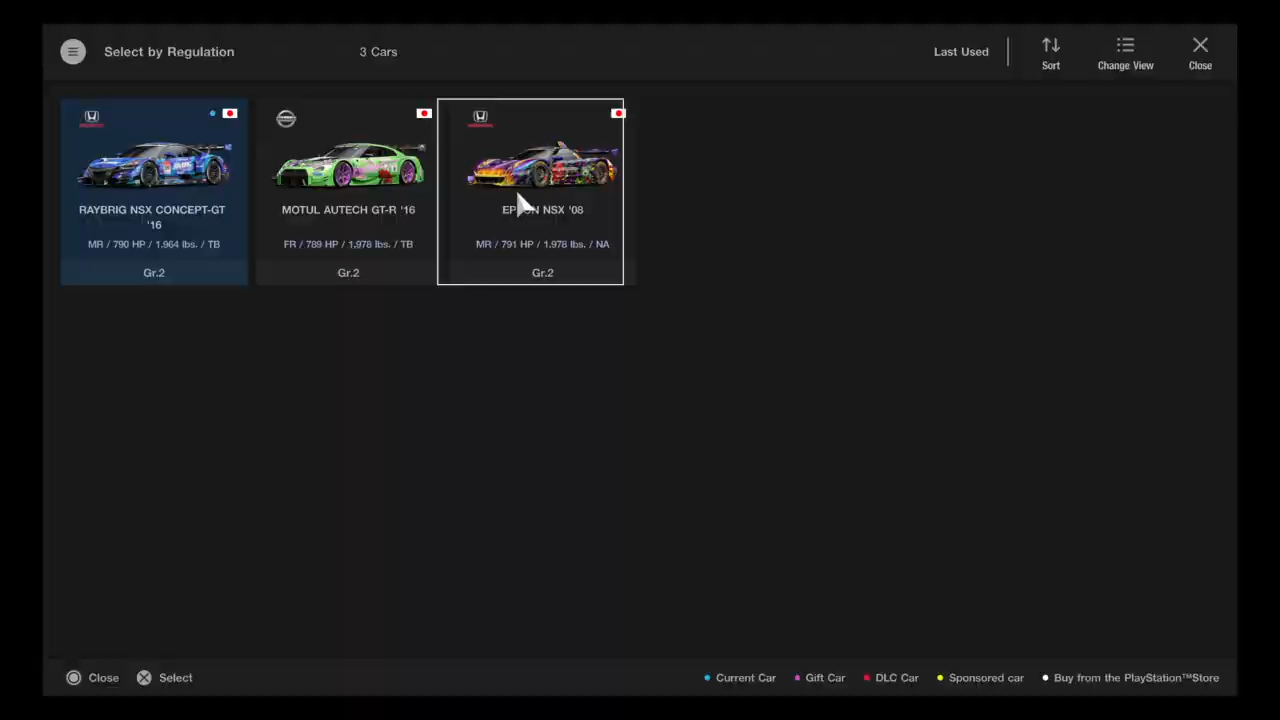 Select by Regulation
3 Cars
Last Used
Sort
Change View
Close
RAYBRIG NSX CONCEPT-GT
'16
MR / 790 HP / 1,964 lbs. / TB
Gr.2
MOTUL AUTECH GT-R '16
FR / 789 HP / 1,978 lbs. / TB
Gr.2
EPSON NSX '08
MR / 791 HP / 1,978 lbs. / NA
Gr.2
Close
Select
Current Car
Gift Car
DLC Car
Sponsored car
Buy from the PlayStation™Store